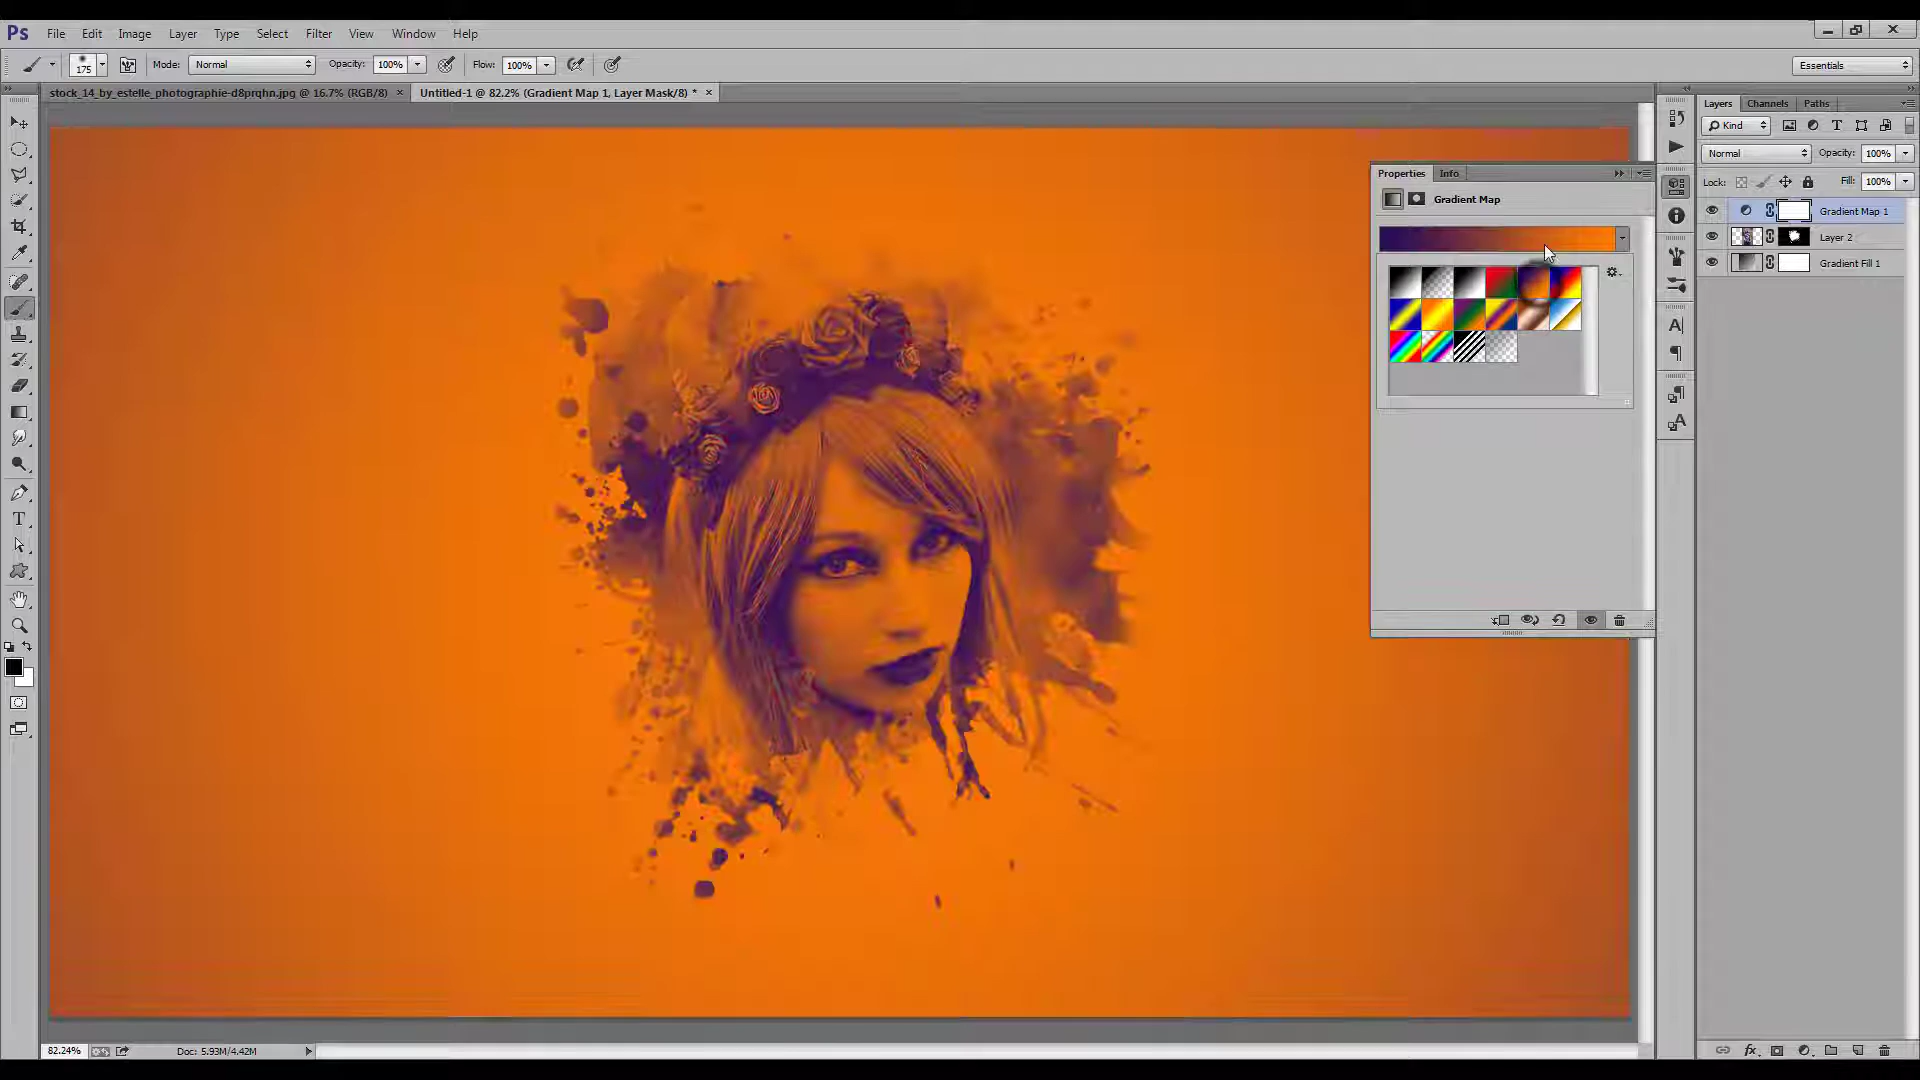 Ps File Edit Image Layer Type Select Filter View Window Help
175 Mode: Normal Opacity: 100% Flow: 100% Essentials
stock_14_by_estelle_photographie-d8prqhn.jpg @ 16.7% (RGB/8) × Untitled-1 @ 82.2% (Gradient Map 1, Layer Mask/8) * ×
Layers Channels Paths
Kind
Normal Opacity: 100%
Lock: Fill: 100%
Gradient Map 1
Layer 2
Gradient Fill 1
Properties Info
Gradient Map
82.24% Doc: 5.93M/4.42M